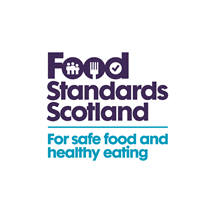 Food
Standards
Scotland
For safe food and
healthy eating